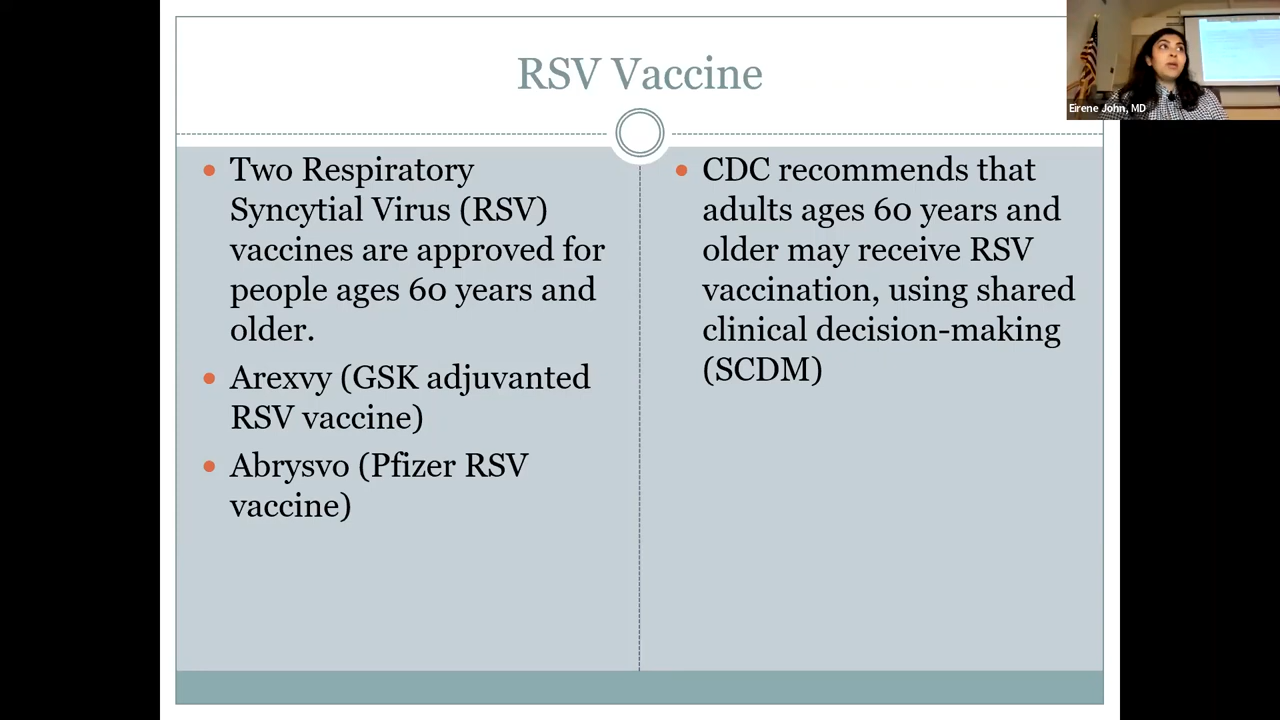 RSV Vaccine
Eirene John, MD
Two Respiratory
Syncytial Virus (RSV)
vaccines are approved for
people ages 60 years and
older.
Arexvy (GSK adjuvanted
RSV vaccine)
Abrysvo (Pfizer RSV
vaccine)
CDC recommends that
adults ages 60 years and
older may receive RSV
vaccination, using shared
clinical decision-making
(SCDM)